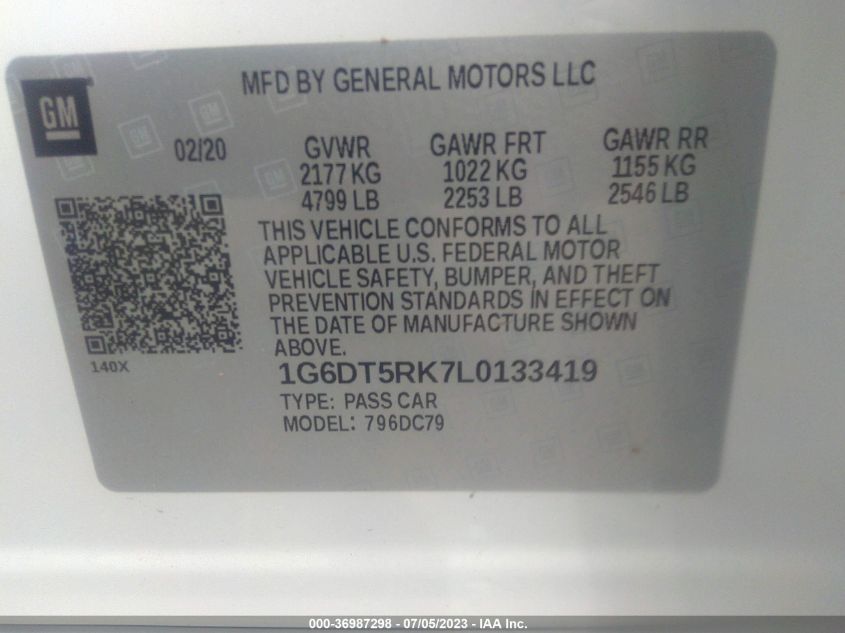 MFD BY GENERAL MOTORS LLC
GM
02/20
GVWR
2177 KG
4799 LB
GAWR FRT
1022 KG
2253 LB
GAWR RR
1155 KG
2546 LB
THIS VEHICLE CONFORMS TO ALL
APPLICABLE U.S. FEDERAL MOTOR
VEHICLE SAFETY, BUMPER, AND THEFT
PREVENTION STANDARDS IN EFFECT ON
THE DATE OF MANUFACTURE SHOWN
ABOVE.
140X
1G6DT5RK7L0133419
TYPE: PASS CAR
MODEL: 796DC79
000-36987298 - 07/05/2023 - IAA Inc.